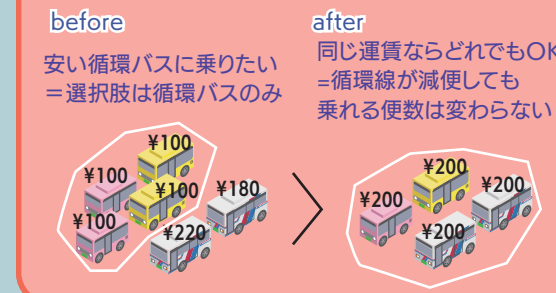 before
安い循環バスに乗りたい
＝選択肢は循環バスのみ
¥100
¥100
¥100
¥180
¥100
¥220
after
同じ運賃ならどれでもOK
=循環線が減便しても
乗れる便数は変わらない
¥200
¥200
¥200
¥200